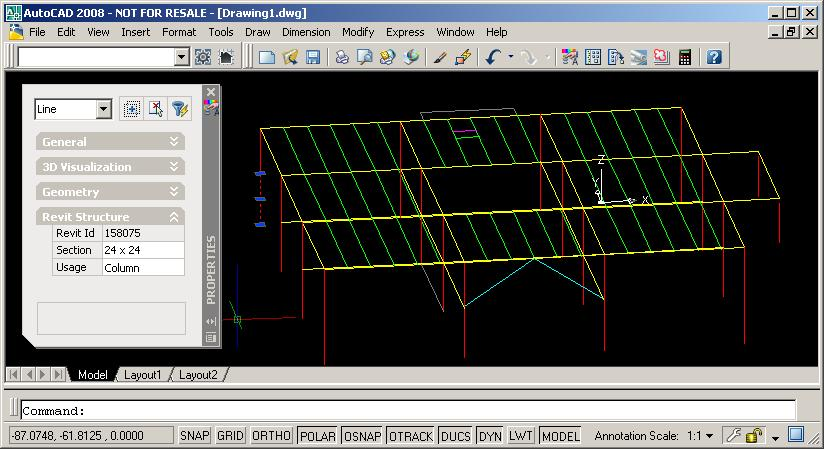 AutoCAD 2008 - NOT FOR RESALE - [Drawing1.dwg]
File Edit View Insert Format Tools Draw Dimension Modify Express Window Help
Line
General
3D Visualization
Geometry
Revit Structure
Revit Id 158075
Section 24 x 24
Usage Column
PROPERTIES
Z
Y
X
Model Layout1 Layout2
Command:
-87.0748, -61.8125 , 0.0000 SNAP GRID ORTHO POLAR OSNAP OTRACK DUCS DYN LWT MODEL Annotation Scale: 1:1